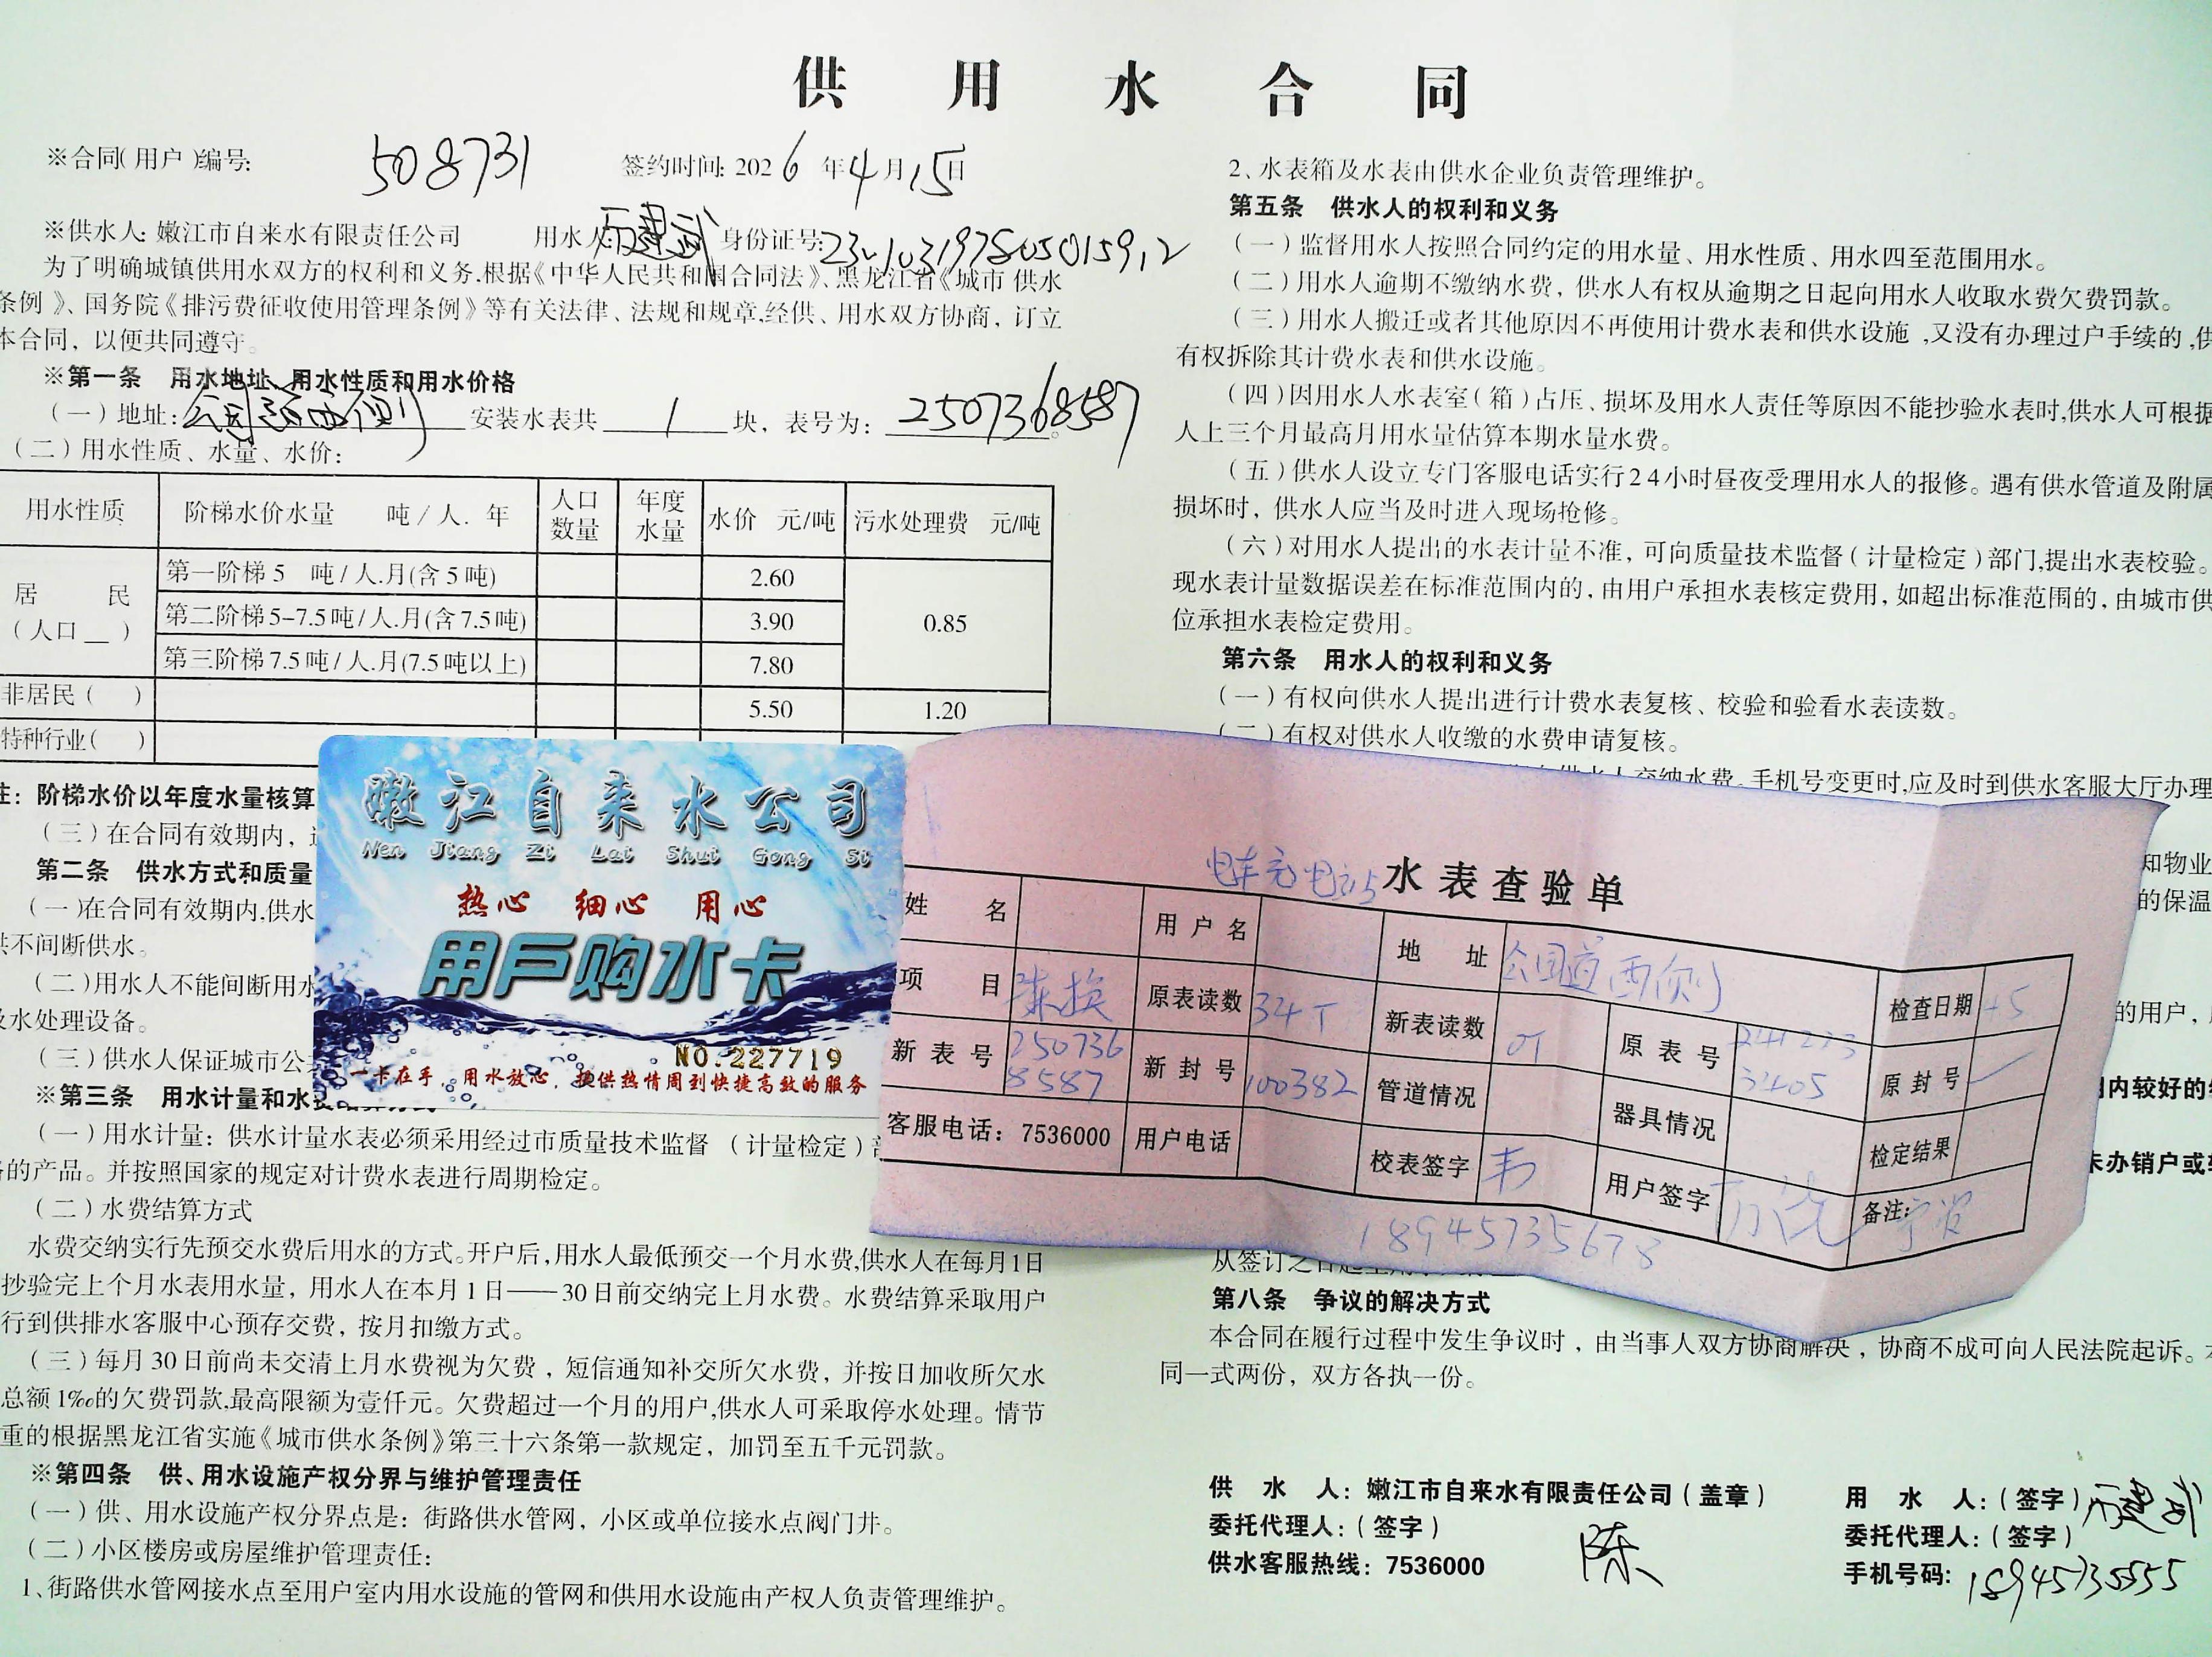 供用水合同
※合同(用户)编号: 508731 签约时间: 2026年4月15日
※供水人: 嫩江市自来水有限责任公司 用水人: 建武 身份证号:
为了明确城镇供用水双方的权利和义务.根据《中华人民共和国合同法》、黑龙江省《城市 供水
条例》、国务院《排污费征收使用管理条例》等有关法律、法规和规章,经供、用水双方协商，订立
本合同，以便共同遵守。
※第一条 用水地址、用水性质和用水价格
(一)地址: 公园道西侧 安装水表共 1 块，表号为: 2507368587
(二)用水性质、水量、水价:
用水性质 阶梯水价水量 吨/人. 年 人口数量 年度水量 水价 元/吨 污水处理费 元/吨
居民(人口__) 第一阶梯5 吨/人.月(含5吨) 2.60 0.85
第二阶梯5-7.5吨/人.月(含7.5吨) 3.90
第三阶梯7.5吨/人.月(7.5吨以上) 7.80
非居民( ) 5.50 1.20
特种行业( )
注: 阶梯水价以年度水量核算
(三)在合同有效期内，
第二条 供水方式和质量
(一)在合同有效期内,供水
供不间断供水。
(二)用水人不能间断用水
及水处理设备。
(三)供水人保证城市公
※第三条 用水计量和水
(一)用水计量: 供水计量水表必须采用经过市质量技术监督 (计量检定)
格的产品。并按照国家的规定对计费水表进行周期检定。
(二)水费结算方式
水费交纳实行先预交水费后用水的方式。开户后,用水人最低预交一个月水费,供水人在每月1日
抄验完上个月水表用水量，用水人在本月1日——30日前交纳完上月水费。水费结算采取用户
行到供排水客服中心预存交费，按月扣缴方式。
(三)每月30日前尚未交清上月水费视为欠费，短信通知补交所欠水费，并按日加收所欠水
总额1‰的欠费罚款,最高限额为壹仟元。欠费超过一个月的用户,供水人可采取停水处理。情节
重的根据黑龙江省实施《城市供水条例》第三十六条第一款规定，加罚至五千元罚款。
※第四条 供、用水设施产权分界与维护管理责任
(一)供、用水设施产权分界点是: 街路供水管网，小区或单位接水点阀门井。
(二)小区楼房或房屋维护管理责任:
1、街路供水管网接水点至用户室内用水设施的管网和供用水设施由产权人负责管理维护。
2、水表箱及水表由供水企业负责管理维护。
第五条 供水人的权利和义务
(一)监督用水人按照合同约定的用水量、用水性质、用水四至范围用水。
(二)用水人逾期不缴纳水费，供水人有权从逾期之日起向用水人收取水费欠费罚款。
(三)用水人搬迁或者其他原因不再使用计费水表和供水设施,又没有办理过户手续的,供
有权拆除其计费水表和供水设施。
(四)因用水人水表室(箱)占压、损坏及用水人责任等原因不能抄验水表时,供水人可根据
人上三个月最高月用水量估算本期水量水费。
(五)供水人设立专门客服电话实行24小时昼夜受理用水人的报修。遇有供水管道及附属
损坏时，供水人应当及时进入现场抢修。
(六)对用水人提出的水表计量不准，可向质量技术监督(计量检定)部门,提出水表校验。
现水表计量数据误差在标准范围内的，由用户承担水表核定费用，如超出标准范围的，由城市供
位承担水表检定费用。
第六条 用水人的权利和义务
(一)有权向供水人提出进行计费水表复核、校验和验看水表读数。
(二)有权对供水人收缴的水费申请复核。
交纳水费。手机号变更时,应及时到供水客服大厅办理
知物业
的保温
的用户，
期内较好的
未办销户或
从签订之日起
第八条 争议的解决方式
本合同在履行过程中发生争议时，由当事人双方协商解决，协商不成可向人民法院起诉。
同一式两份，双方各执一份。
供水人: 嫩江市自来水有限责任公司(盖章)
委托代理人:(签字) 陈
供水客服热线: 7536000
用水人:(签字) 建武
委托代理人:(签字)
手机号码: 18945735555
嫩江自来水公司
Nen Jiang Zi Lai Shui Gong Si
热心 细心 用心
用户购水卡
NO:227719
一卡在手，用水放心，提供热情周到快捷高效的服务
电车充电站 水表查验单
姓名 用户名 地址 公园道西侧 检查日期 4.5
项目 换 原表读数 34T 新表读数 0T 原表号 原封号
新表号 2507368587 新封号 100382 管道情况 器具情况 检定结果
客服电话: 7536000 用户电话 校表签字 韦 用户签字 备注:
18945735678